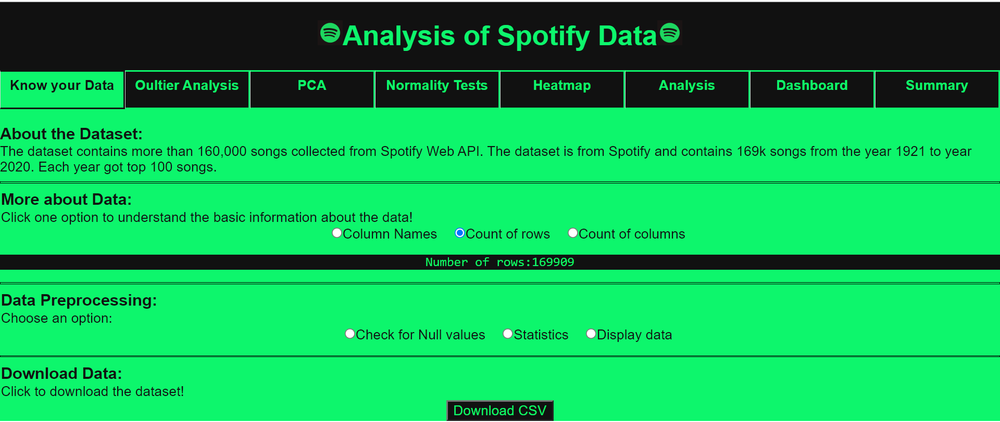 Analysis of Spotify Data
Know your Data Oultier Analysis PCA Normality Tests Heatmap Analysis Dashboard Summary
About the Dataset:
The dataset contains more than 160,000 songs collected from Spotify Web API. The dataset is from Spotify and contains 169k songs from the year 1921 to year
2020. Each year got top 100 songs.
More about Data:
Click one option to understand the basic information about the data!
Column Names Count of rows Count of columns
Number of rows:169909
Data Preprocessing:
Choose an option:
Check for Null values Statistics Display data
Download Data:
Click to download the dataset!
Download CSV